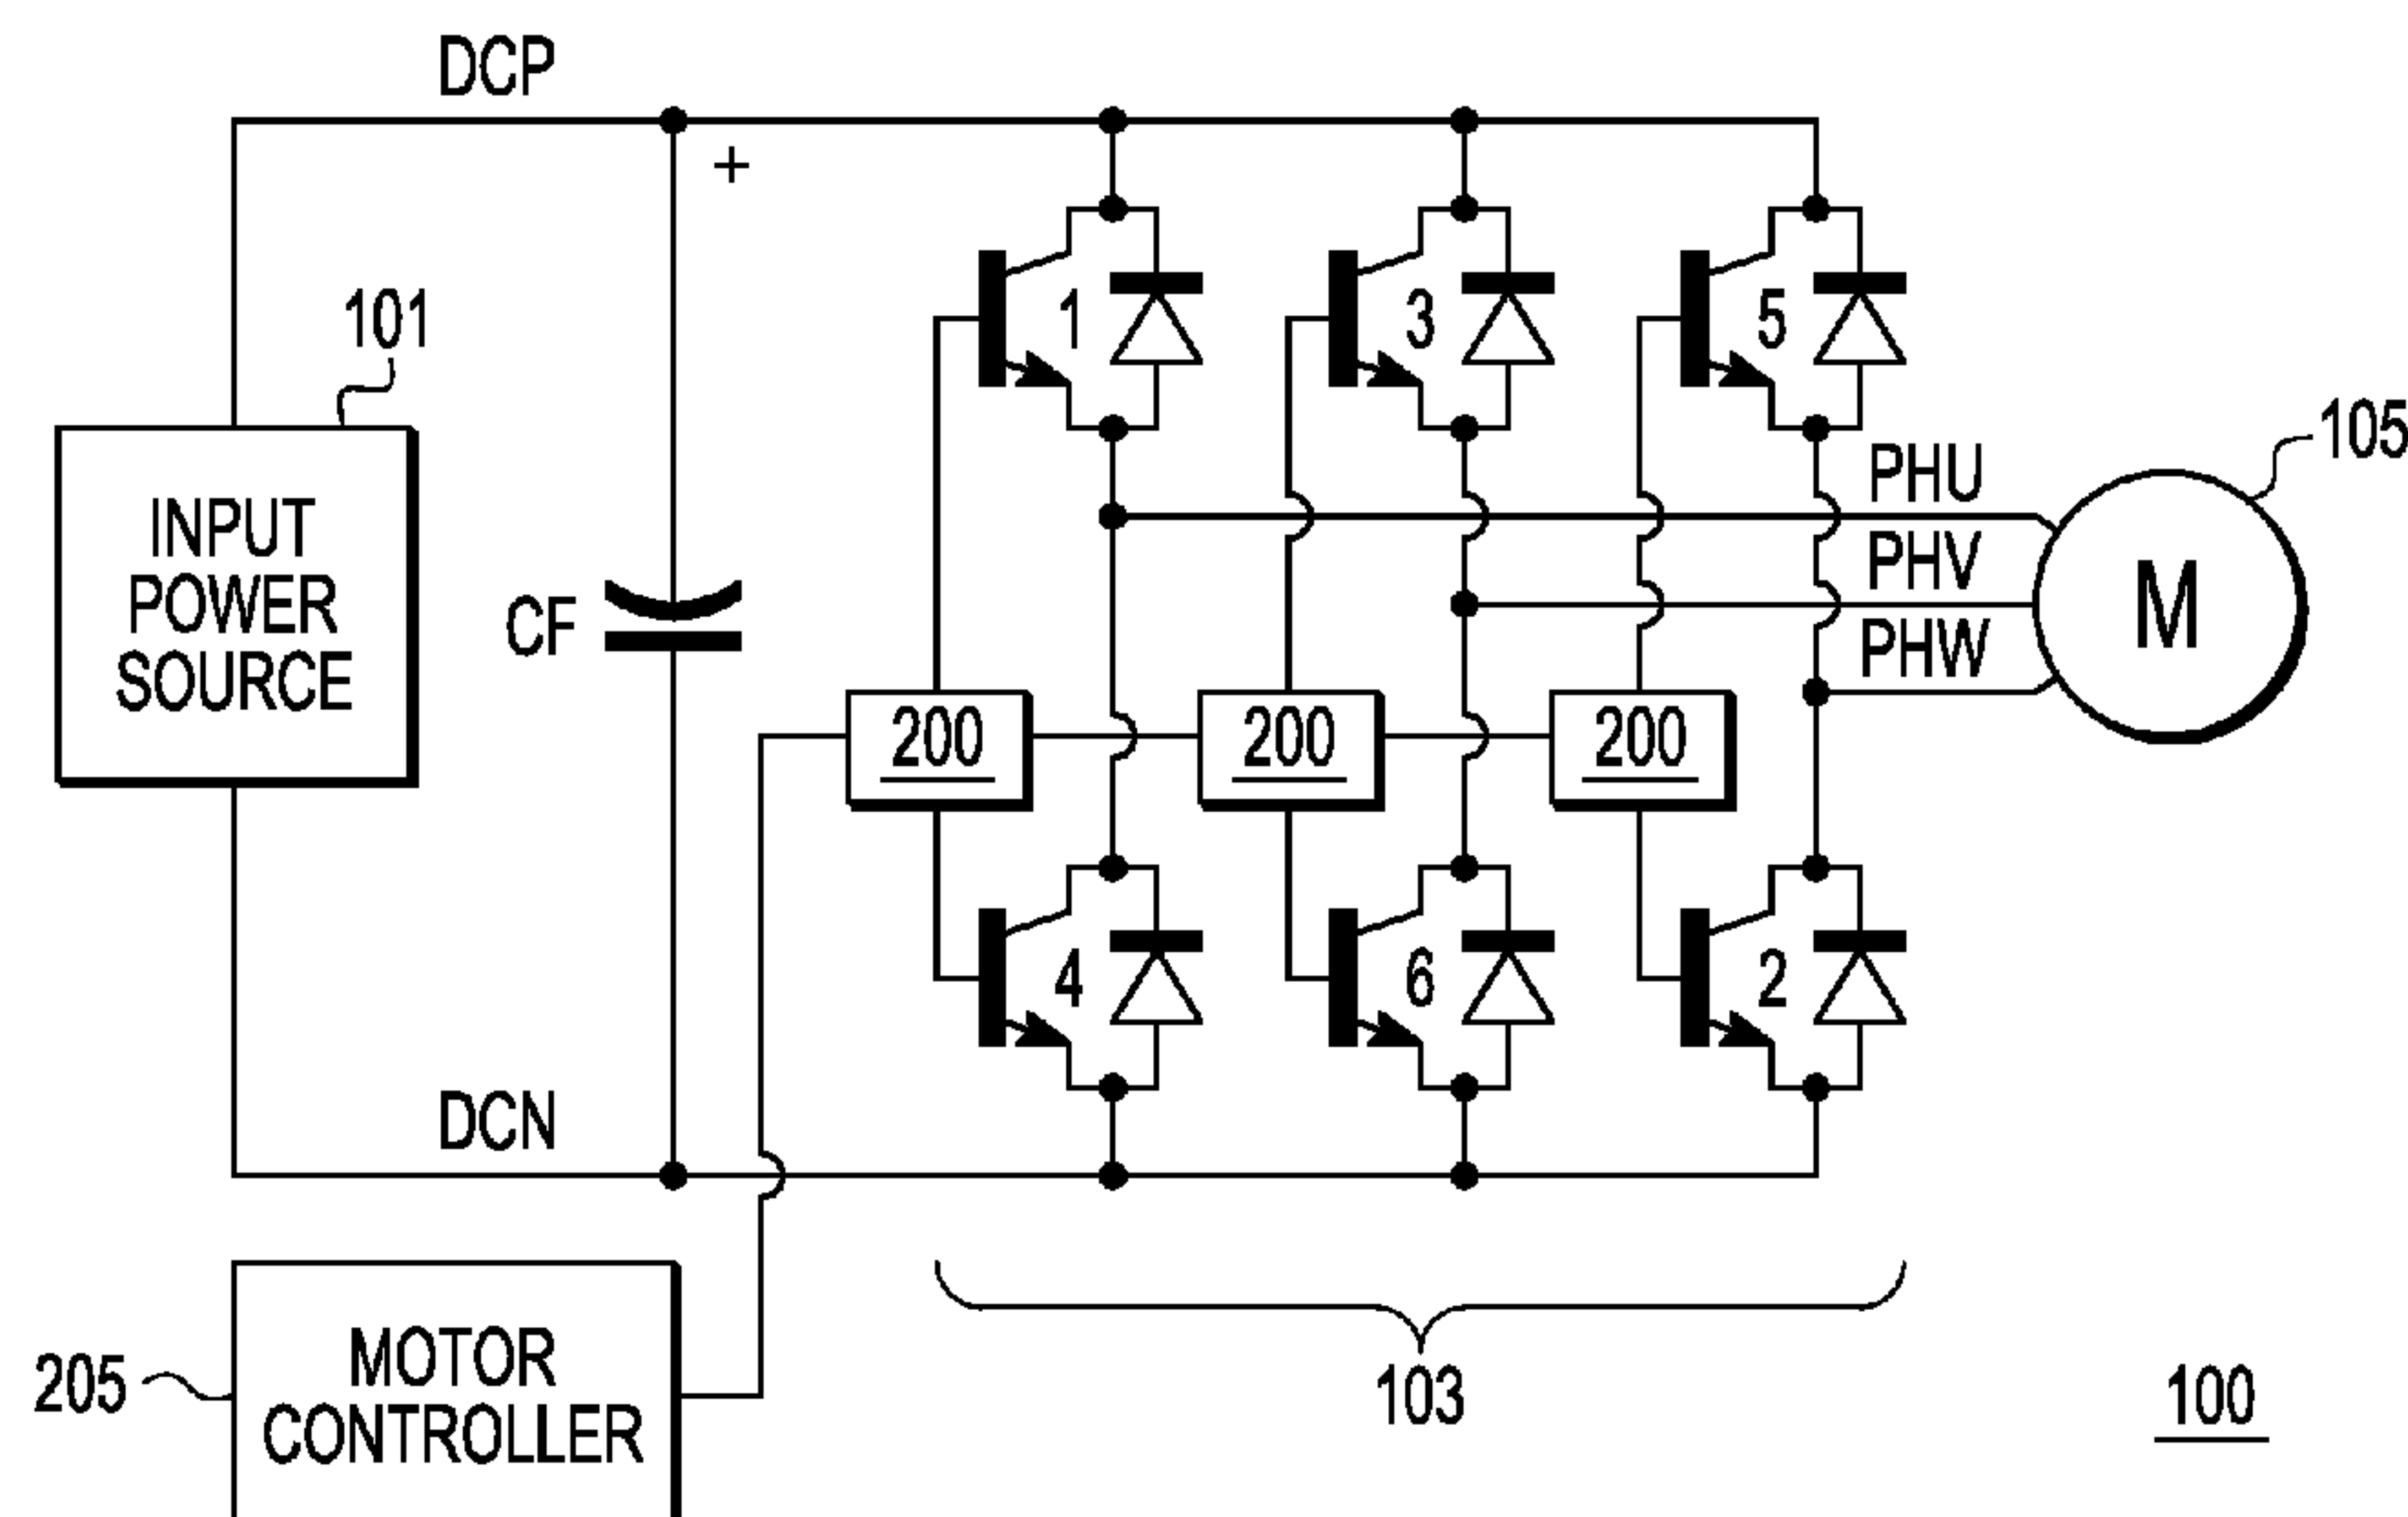 DCP
+
101
1
3
5
105
INPUT
POWER
SOURCE
CF
PHU
PHV
PHW
M
200
200
200
4
6
2
DCN
205
MOTOR
CONTROLLER
103
100